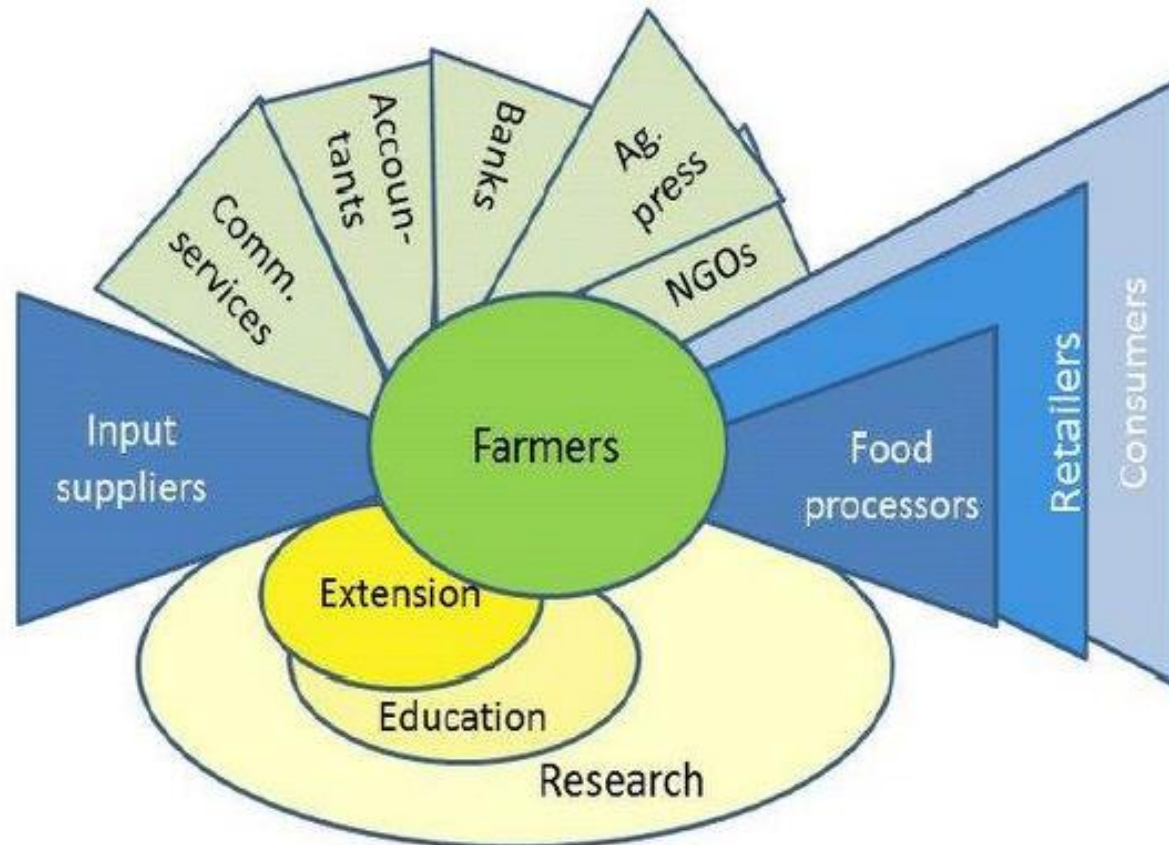 Comm.
services
Accoun-
tants
Banks
Ag.
press
NGOs
Input
suppliers
Farmers
Food
processors
Retailers
Consumers
Extension
Education
Research